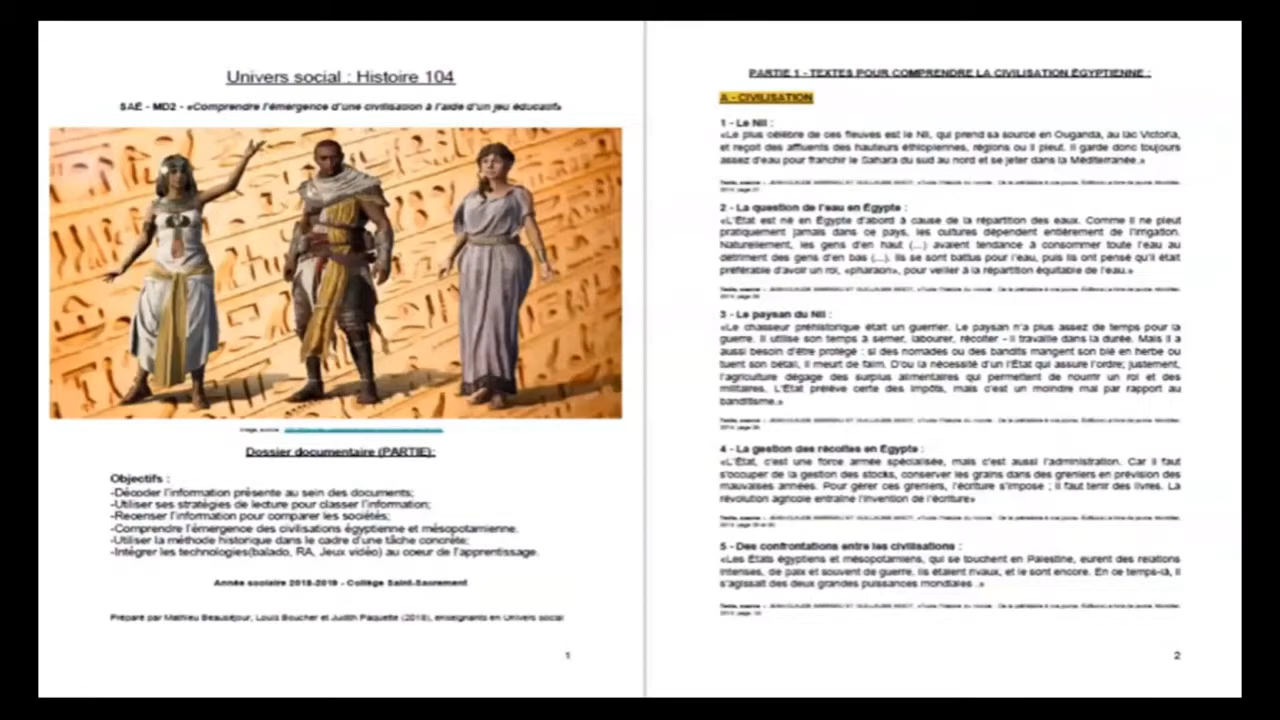 Univers social : Histoire 104
SAÉ - MD2 - «Comprendre l'émergence d'une civilisation à l'aide d'un jeu éducatif»
Dossier documentaire (PARTIE):
Objectifs :
-Décoder l'information présente au sein des documents;
-Utiliser ses stratégies de lecture pour classer l'information;
-Recenser l'information pour comparer les sociétés;
-Comprendre l'émergence des civilisations égyptienne et mésopotamienne.
-Utiliser la méthode historique dans le cadre d'une tâche concrète;
-Intégrer les technologies(balado, RA, Jeux vidéo) au coeur de l'apprentissage.
Année scolaire 2018-2019 - Collège Saint-Sacrement
Préparé par Mathieu Beauséjour, Louis Boucher et Judith Paquette (2018), enseignants en Univers social
1
PARTIE 1 - TEXTES POUR COMPRENDRE LA CIVILISATION ÉGYPTIENNE :
A - CIVILISATION
1 - Le Nil :
«Le plus célèbre de ces fleuves est le Nil, qui prend sa source en Ouganda, au lac Victoria,
et reçoit des affluents des hauteurs éthiopiennes, régions ou il pleut. Il garde donc toujours
assez d'eau pour franchir le Sahara du sud au nord et se jeter dans la Méditerranée.»
2 - La question de l'eau en Égypte :
«L'État est né en Égypte d'abord à cause de la répartition des eaux. Comme il ne pleut
pratiquement jamais dans ce pays, les cultures dépendent entièrement de l'irrigation.
Naturellement, les gens d'en haut (...) avaient tendance à consommer toute l'eau au
détriment des gens d'en bas (...). Ils se sont battus pour l'eau, puis ils ont pensé qu'il était
préférable d'avoir un roi, «pharaon», pour veiller à la répartition équitable de l'eau.»
3 - Le paysan du Nil :
«Le chasseur préhistorique était un guerrier. Le paysan n'a plus assez de temps pour la
guerre. Il utilise son temps à semer, labourer, récolter - il travaille dans la durée. Mais il a
aussi besoin d'être protégé : si des nomades ou des bandits mangent son blé en herbe ou
tuent son bétail, il meurt de faim. D'ou la nécessité d'un l'État qui assure l'ordre; justement,
l'agriculture dégage des surplus alimentaires qui permettent de nourrir un roi et des
militaires. L'État prélève certe des impôts, mais c'est un moindre mal par rapport au
banditisme.»
4 - La gestion des récoltes en Égypte :
«L'État, c'est une force armée spécialisée, mais c'est aussi l'administration. Car il faut
s'occuper de la gestion des stocks, conserver les grains dans des greniers en prévision des
mauvaises années. Pour gérer ces greniers, l'écriture s'impose ; il faut tenir des livres. La
révolution agricole entraîne l'invention de l'écriture»
5 - Des confrontations entre les civilisations :
«Les États égyptiens et mésopotamiens, qui se touchent en Palestine, eurent des relations
intenses, de paix et souvent de guerre. Ils étaient rivaux, et le sont encore. En ce temps-là, il
s'agissait des deux grandes puissances mondiales .»
2